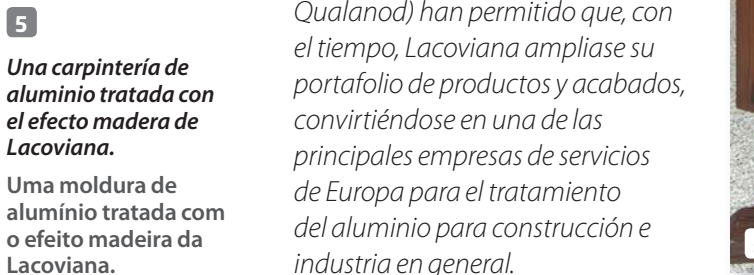 5
Una carpintería de
aluminio tratada con
el efecto madera de
Lacoviana.
Uma moldura de
alumínio tratada com
o efeito madeira da
Lacoviana.
Qualanod) han permitido que, con
el tiempo, Lacoviana ampliase su
portafolio de productos y acabados,
convirtiéndose en una de las
principales empresas de servicios
de Europa para el tratamiento
del aluminio para construcción e
industria en general.